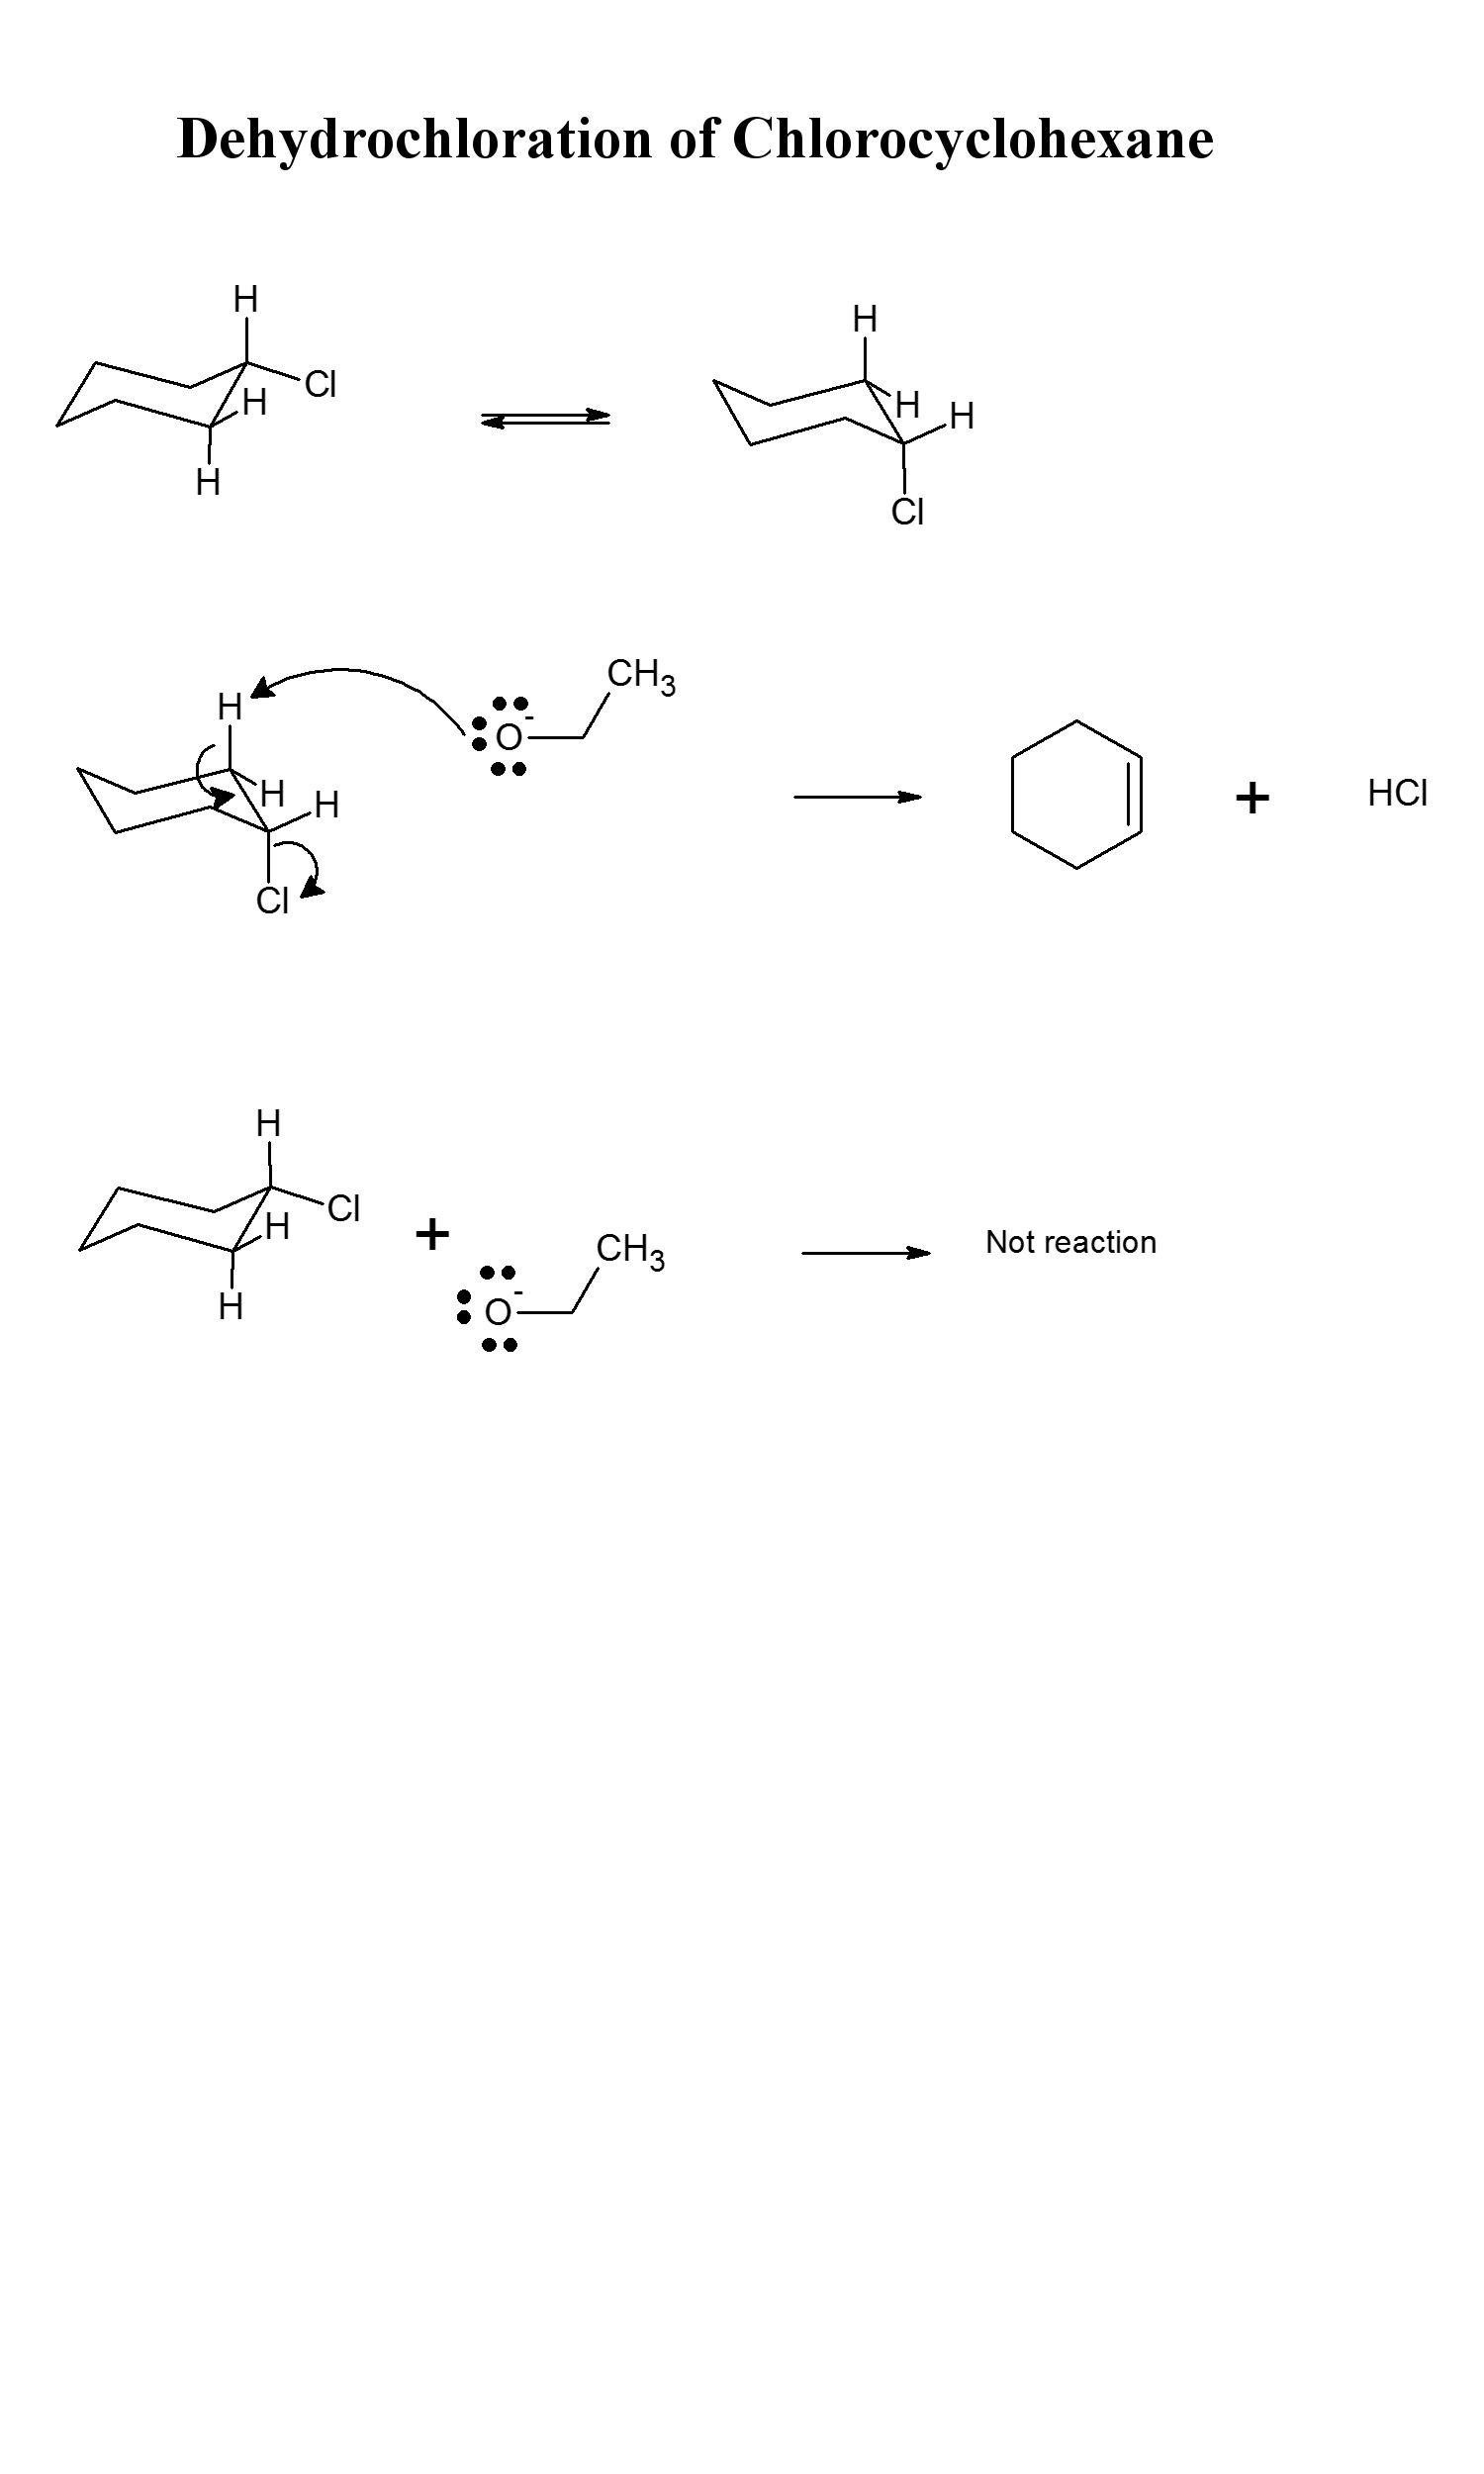 Dehydrochloration of Chlorocyclohexane
H
Cl
H
H
H
H
H
Cl
CH3
H
O-
H
H
Cl
+
HCl
H
Cl
H
H
+
CH3
O-
Not reaction